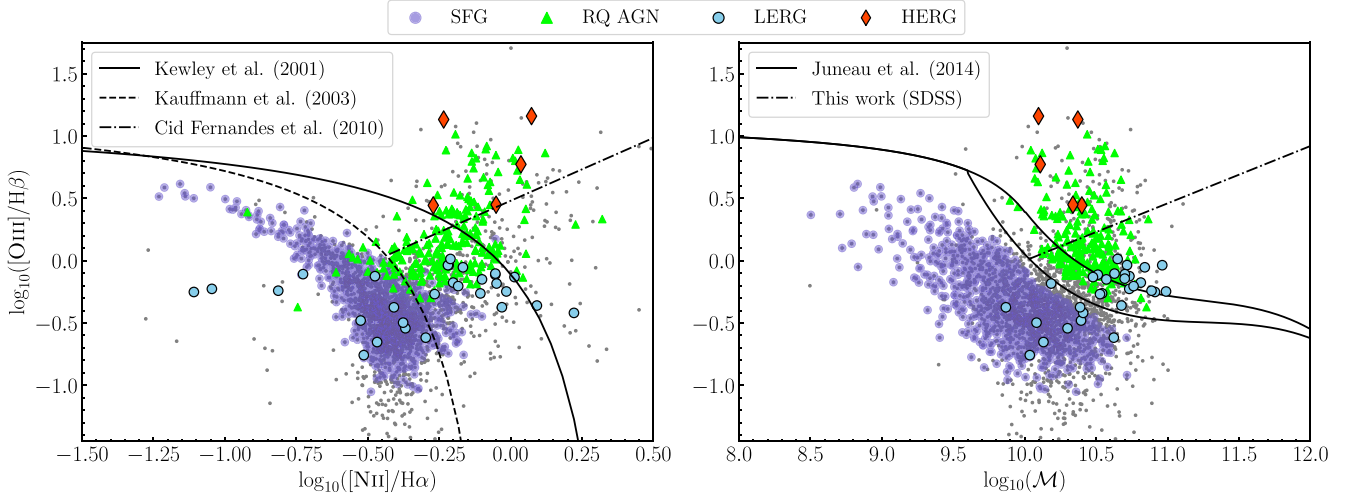 SFG RQ AGN LERG HERG
Kewley et al. (2001)
Kauffmann et al. (2003)
Cid Fernandes et al. (2010)
log₁₀([OIII]/Hβ)
1.5
1.0
0.5
0.0
−0.5
−1.0
−1.50 −1.25 −1.00 −0.75 −0.50 −0.25 0.00 0.25 0.50
log₁₀([NII]/Hα)
Juneau et al. (2014)
This work (SDSS)
1.5
1.0
0.5
0.0
−0.5
−1.0
8.0 8.5 9.0 9.5 10.0 10.5 11.0 11.5 12.0
log₁₀(ℳ)